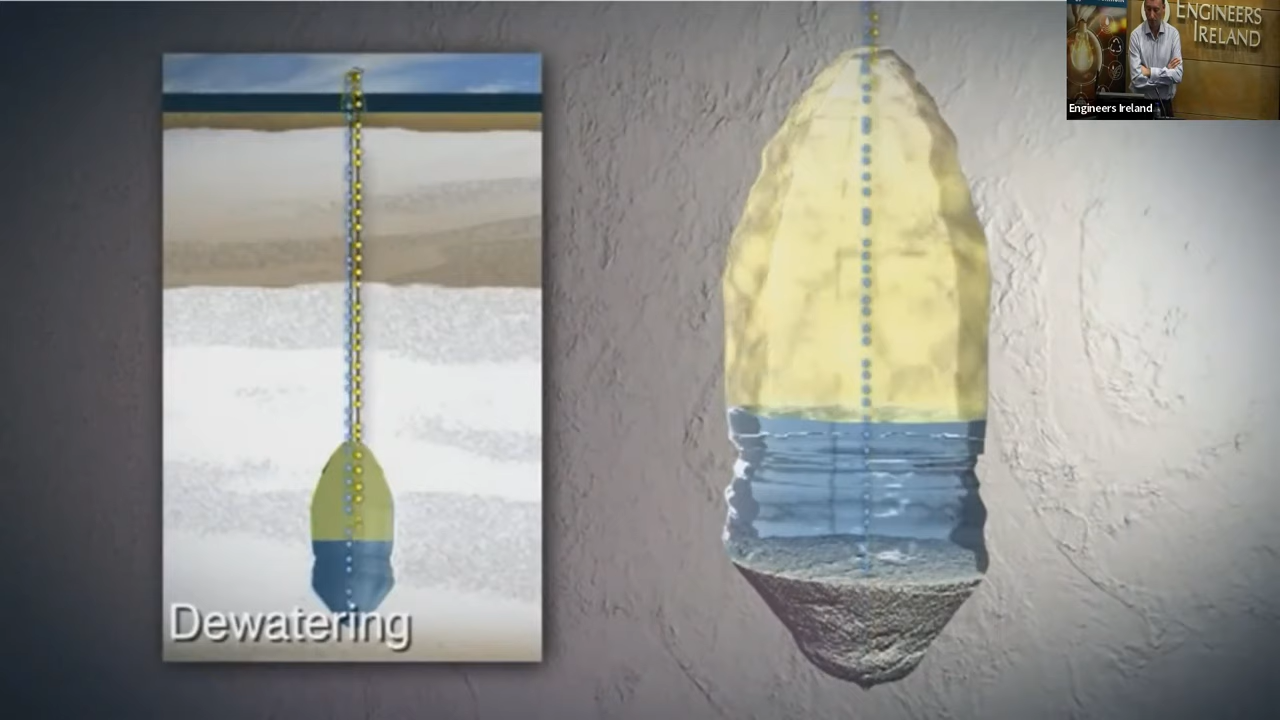 ENGINEERS
IRELAND
Engineers Ireland
Dewatering